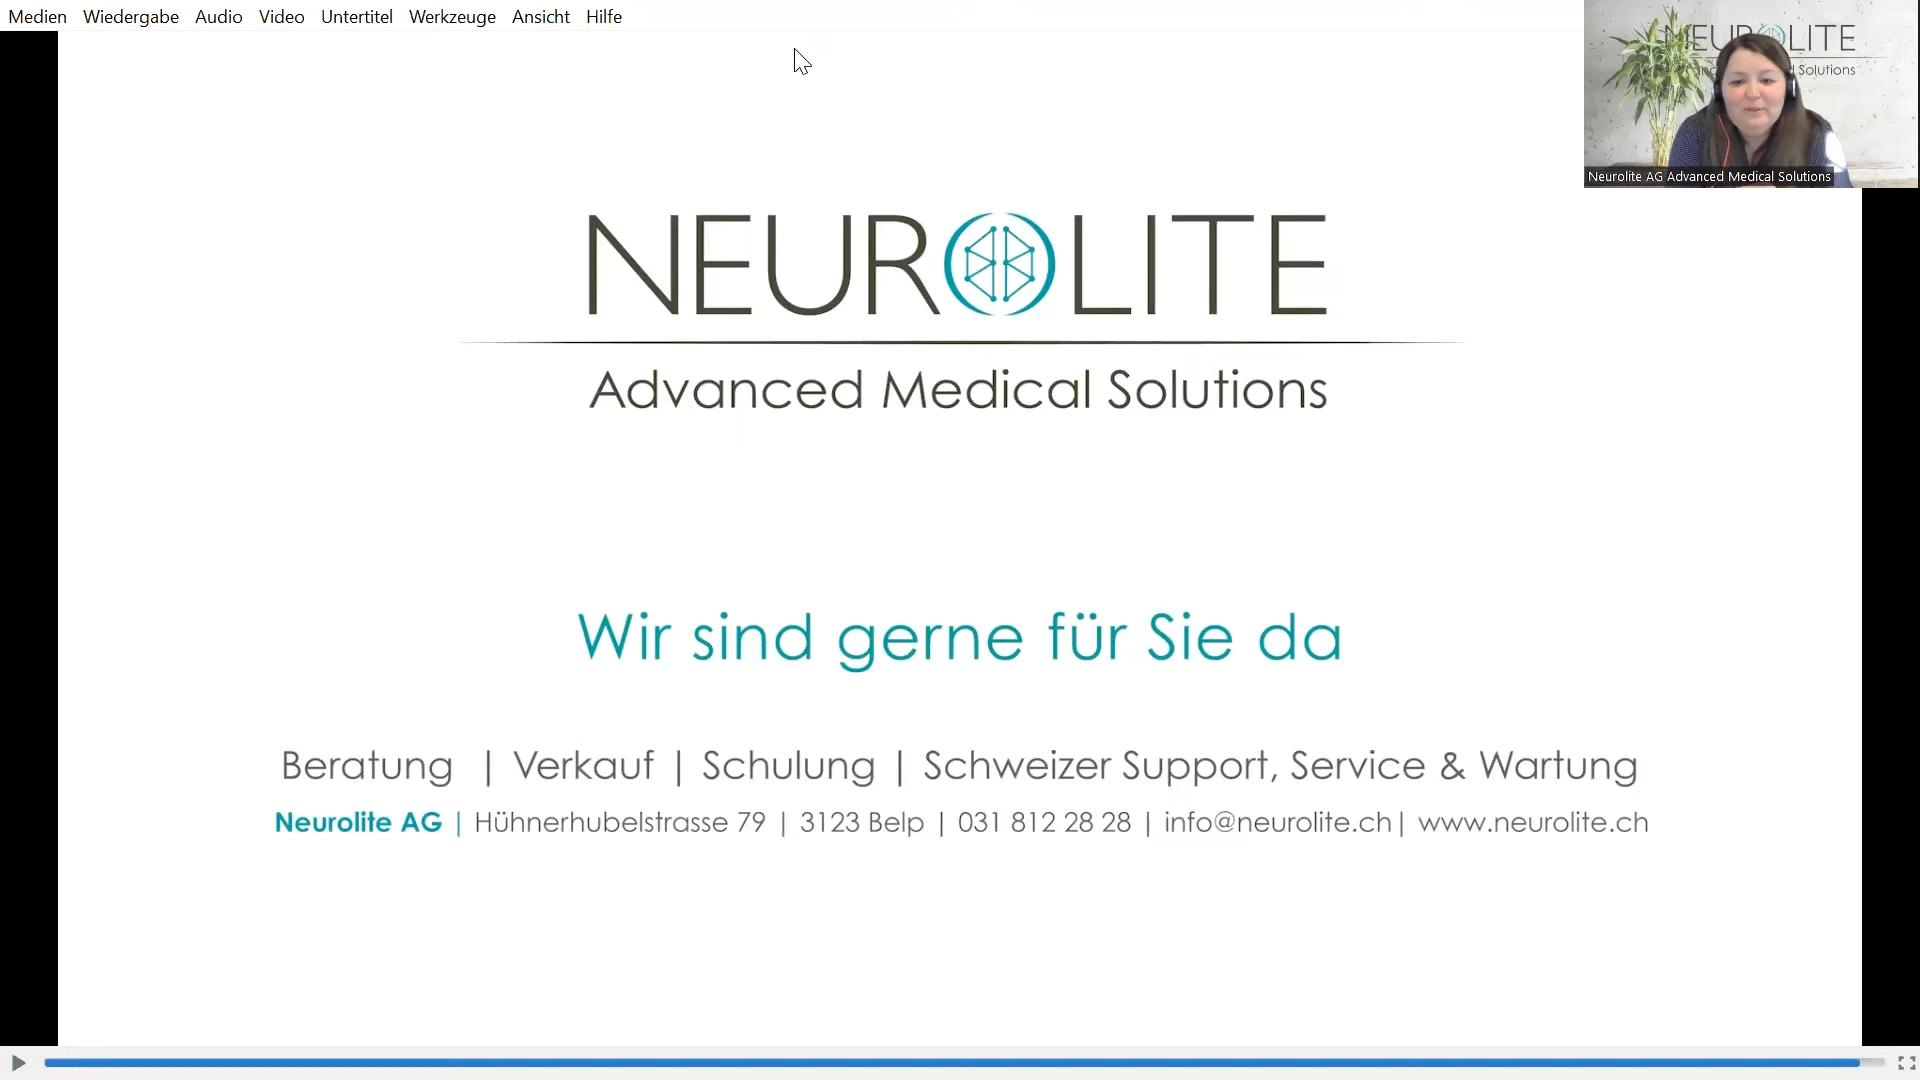 Medien Wiedergabe Audio Video Untertitel Werkzeuge Ansicht Hilfe
NEUROLITE
Solutions
Neurolite AG Advanced Medical Solutions
NEUROLITE
Advanced Medical Solutions
Wir sind gerne für Sie da
Beratung | Verkauf | Schulung | Schweizer Support, Service & Wartung
Neurolite AG | Hühnerhubelstrasse 79 | 3123 Belp | 031 812 28 28 | info@neurolite.ch | www.neurolite.ch